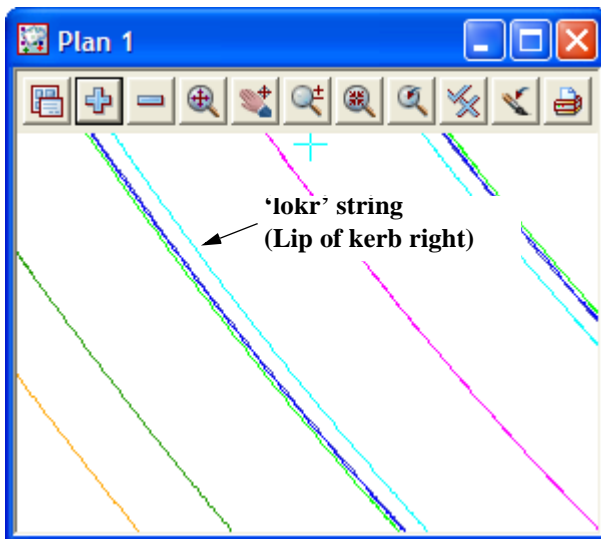 Plan 1
‘lokr’ string
(Lip of kerb right)